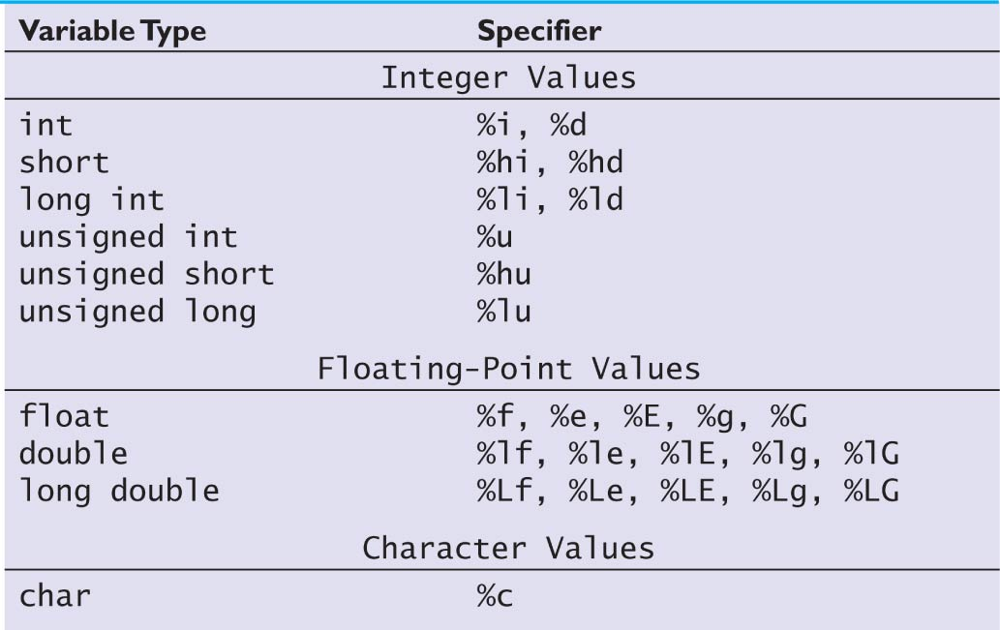 Variable Type Specifier
Integer Values
int %i, %d
short %hi, %hd
long int %li, %ld
unsigned int %u
unsigned short %hu
unsigned long %lu
Floating-Point Values
float %f, %e, %E, %g, %G
double %lf, %le, %lE, %lg, %lG
long double %Lf, %Le, %LE, %Lg, %LG
Character Values
char %c